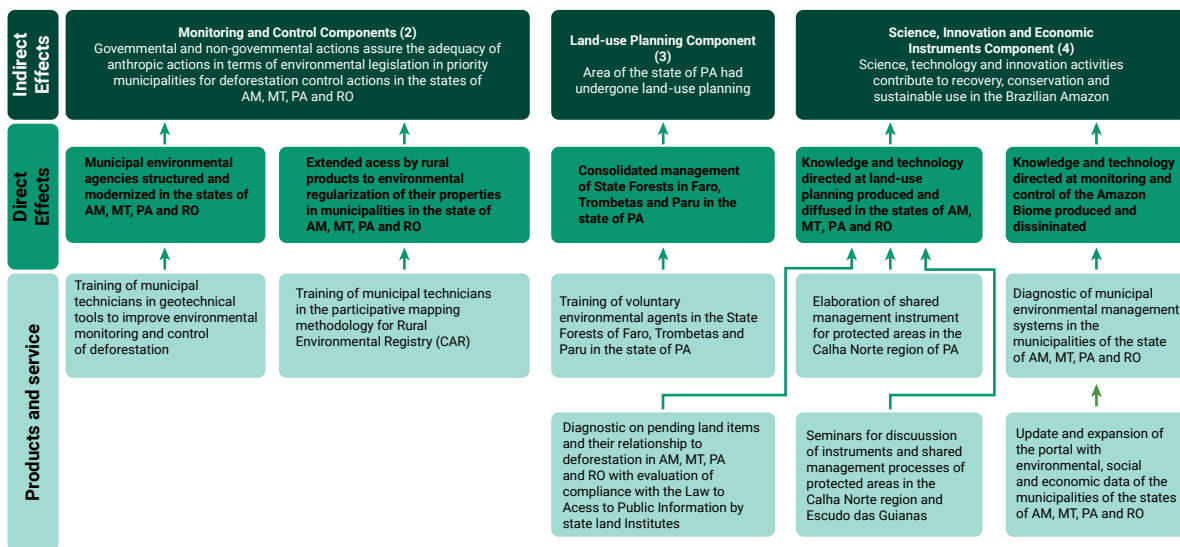 Indirect
Effects
Monitoring and Control Components (2)
Govemmental and non-govemmental actions assure the adequacy of
anthropic actions in terms of environmental legislation in priority
municipalities for deforestation control actions in the states of
AM, MT, PA and RO
Land-use Planning Component
(3)
Area of the state of PA had
undergone land-use planning
Science, Innovation and Economic
Instruments Component (4)
Science, technology and innovation activities
contribute to recovery, conservation and
sustainable use in the Brazilian Amazon
Direct
Effects
Municipal environmental
agencies structured and
modernized in the states of
AM, MT, PA and RO
Extended acess by rural
products to environmental
regularization of their properties
in municipalities in the state of
AM, MT, PA and RO
Consolidated management
of State Forests in Faro,
Trombetas and Paru in the
state of PA
Knowledge and technology
directed at land-use
planning produced and
diffused in the states of AM,
MT, PA and RO
Knowledge and technology
directed at monitoring and
control of the Amazon
Biome produced and
dissininated
Products and service
Training of municipal
technicians in geotechnical
tools to improve environmental
monitoring and control
of deforestation
Training of municipal technicians
in the participative mapping
methodology for Rural
Environmental Registry (CAR)
Training of voluntary
environmental agents in the State
Forests of Faro, Trombetas and
Paru in the state of PA
Elaboration of shared
management instrument
for protected areas in the
Calha Norte region of PA
Diagnostic of municipal
environmental management
systems in the
municipalities of the state
of AM, MT, PA and RO
Diagnostic on pending land items
and their relationship to
deforestation in AM, MT, PA
and RO with evaluation of
compliance with the Law to
Acess to Public Information by
state land Institutes
Seminars for discuussion
of instruments and shared
management processes of
protected areas in the
Calha Norte region and
Escudo das Guianas
Update and expansion of
the portal with
environmental, social
and economic data of the
municipalities of the states
of AM, MT, PA and RO